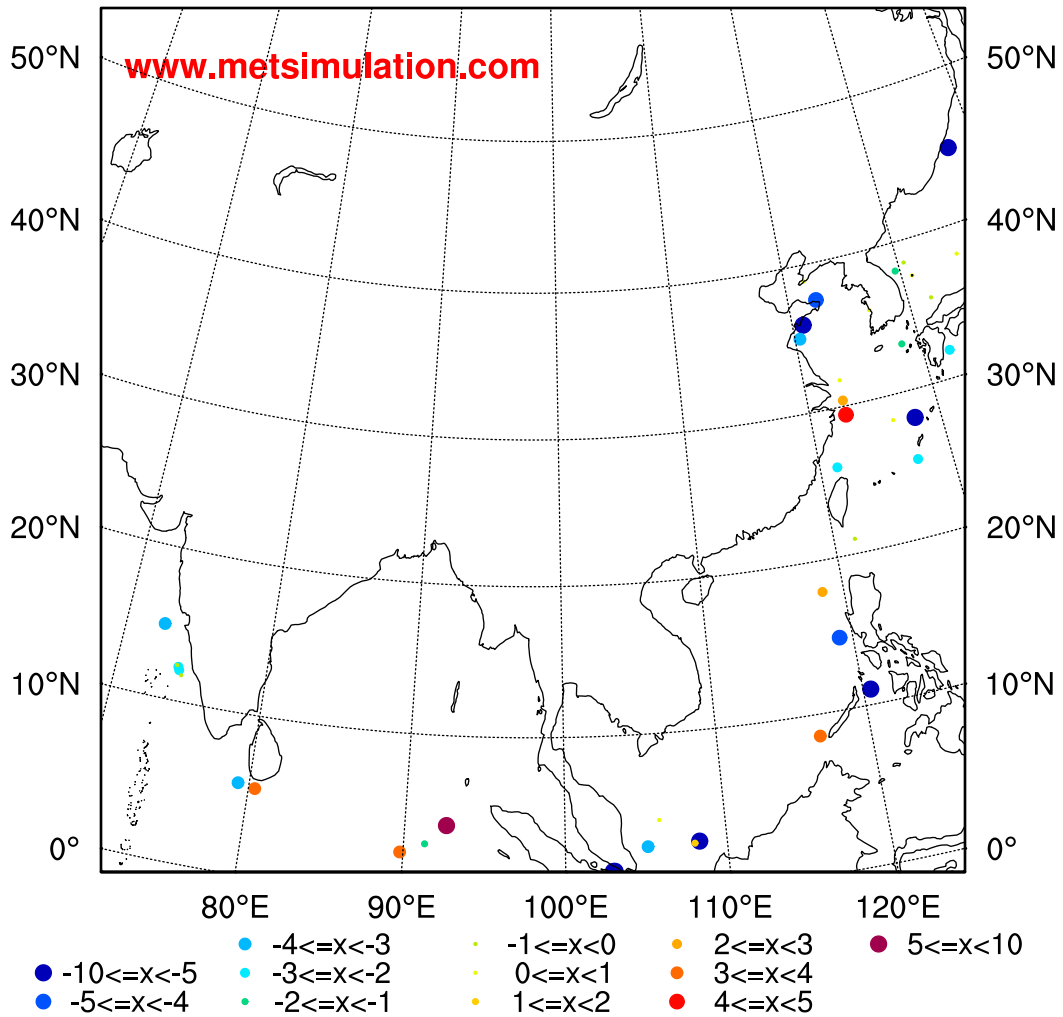 www.metsimulation.com
50°N 50°N
40°N 40°N
30°N 30°N
20°N 20°N
10°N 10°N
0° 0°
80°E 90°E 100°E 110°E 120°E
-4<=x<-3 -1<=x<0 2<=x<3 5<=x<10
-10<=x<-5 -3<=x<-2 0<=x<1 3<=x<4
-5<=x<-4 -2<=x<-1 1<=x<2 4<=x<5